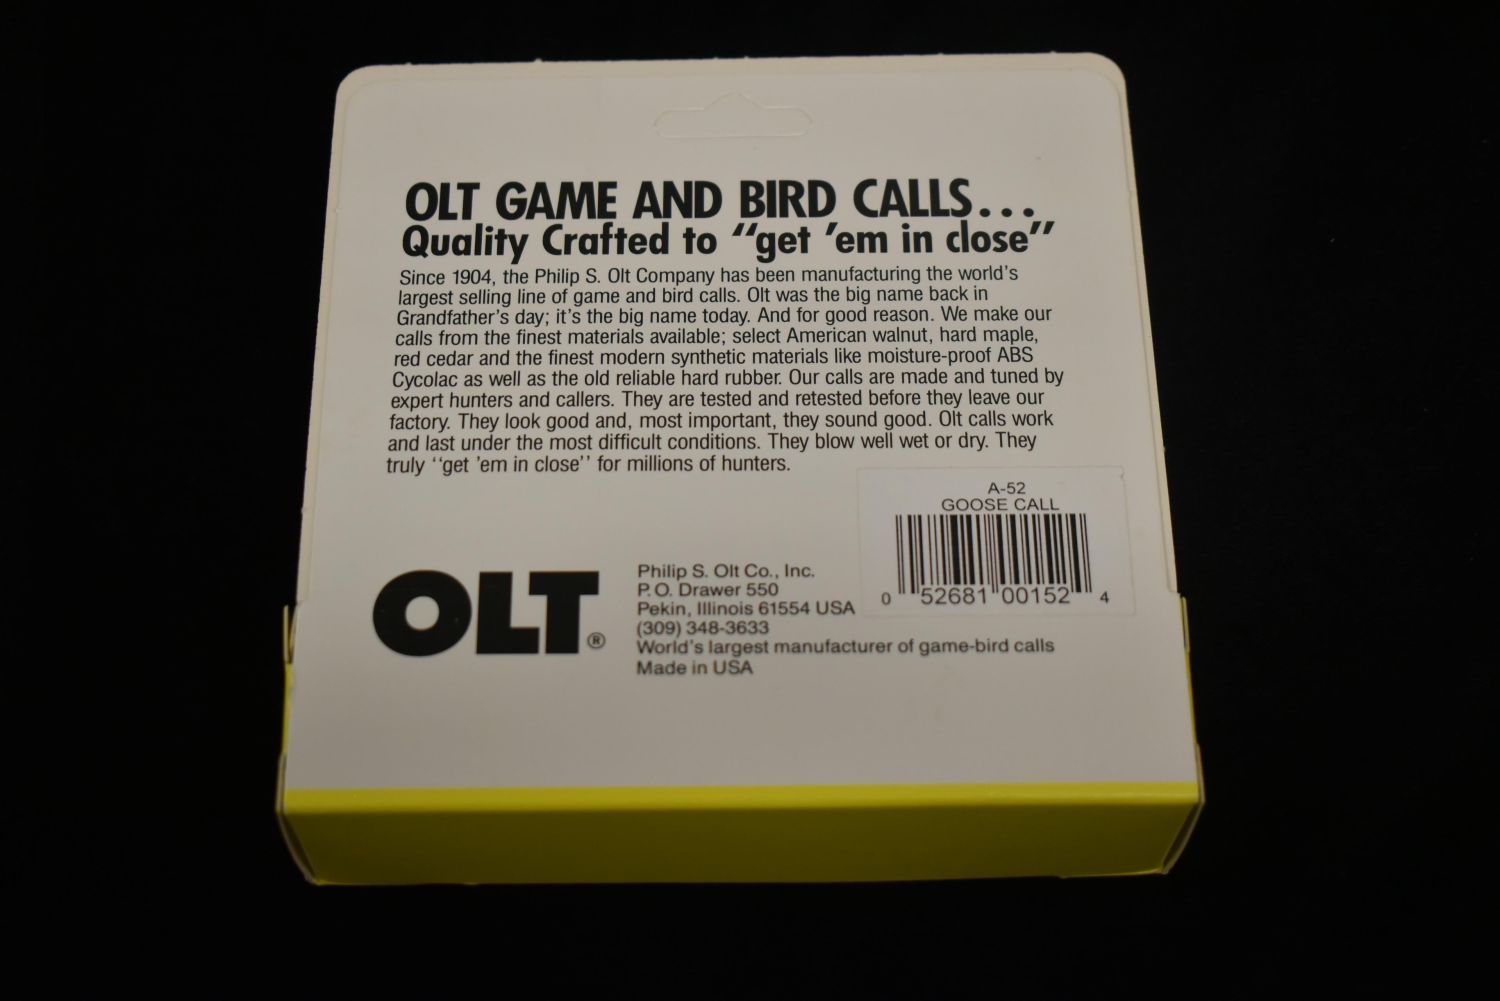 OLT GAME AND BIRD CALLS...
Quality Crafted to "get 'em in close"
Since 1904, the Philip S. Olt Company has been manufacturing the world's
largest selling line of game and bird calls. Olt was the big name back in
Grandfather's day; it's the big name today. And for good reason. We make our
calls from the finest materials available; select American walnut, hard maple,
red cedar and the finest modern synthetic materials like moisture-proof ABS
Cycolac as well as the old reliable hard rubber. Our calls are made and tuned by
expert hunters and callers. They are tested and retested before they leave our
factory. They look good and, most important, they sound good. Olt calls work
and last under the most difficult conditions. They blow well wet or dry. They
truly "get 'em in close" for millions of hunters.
A-52
GOOSE CALL
0 52681 00152 4
OLT®
Philip S. Olt Co., Inc.
P.O. Drawer 550
Pekin, Illinois 61554 USA
(309) 348-3633
World's largest manufacturer of game-bird calls
Made in USA